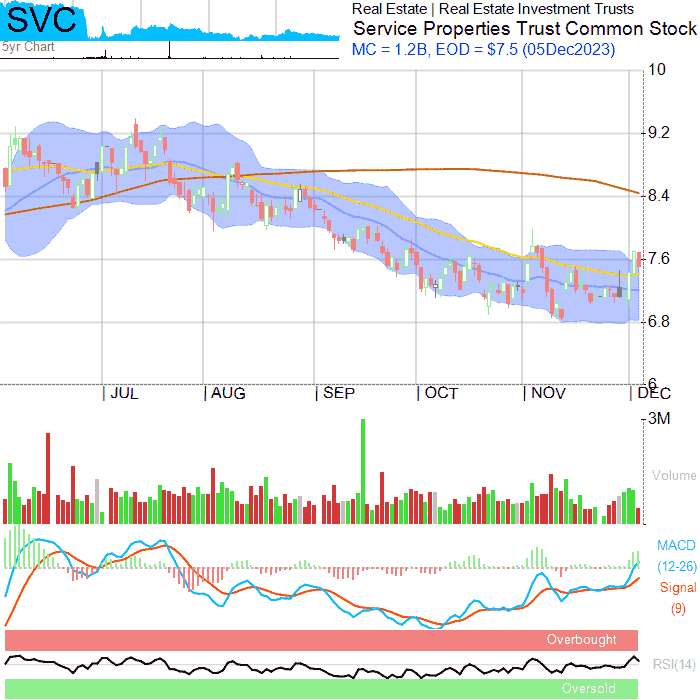 SVC
5yr Chart
Real Estate | Real Estate Investment Trusts
Service Properties Trust Common Stock
MC = 1.2B, EOD = $7.5 (05Dec2023)
10
9.2
8.4
7.6
6.8
6
JUL AUG SEP OCT NOV DEC
3M
Volume
MACD
(12-26)
Signal
(9)
Overbought
RSI(14)
Oversold